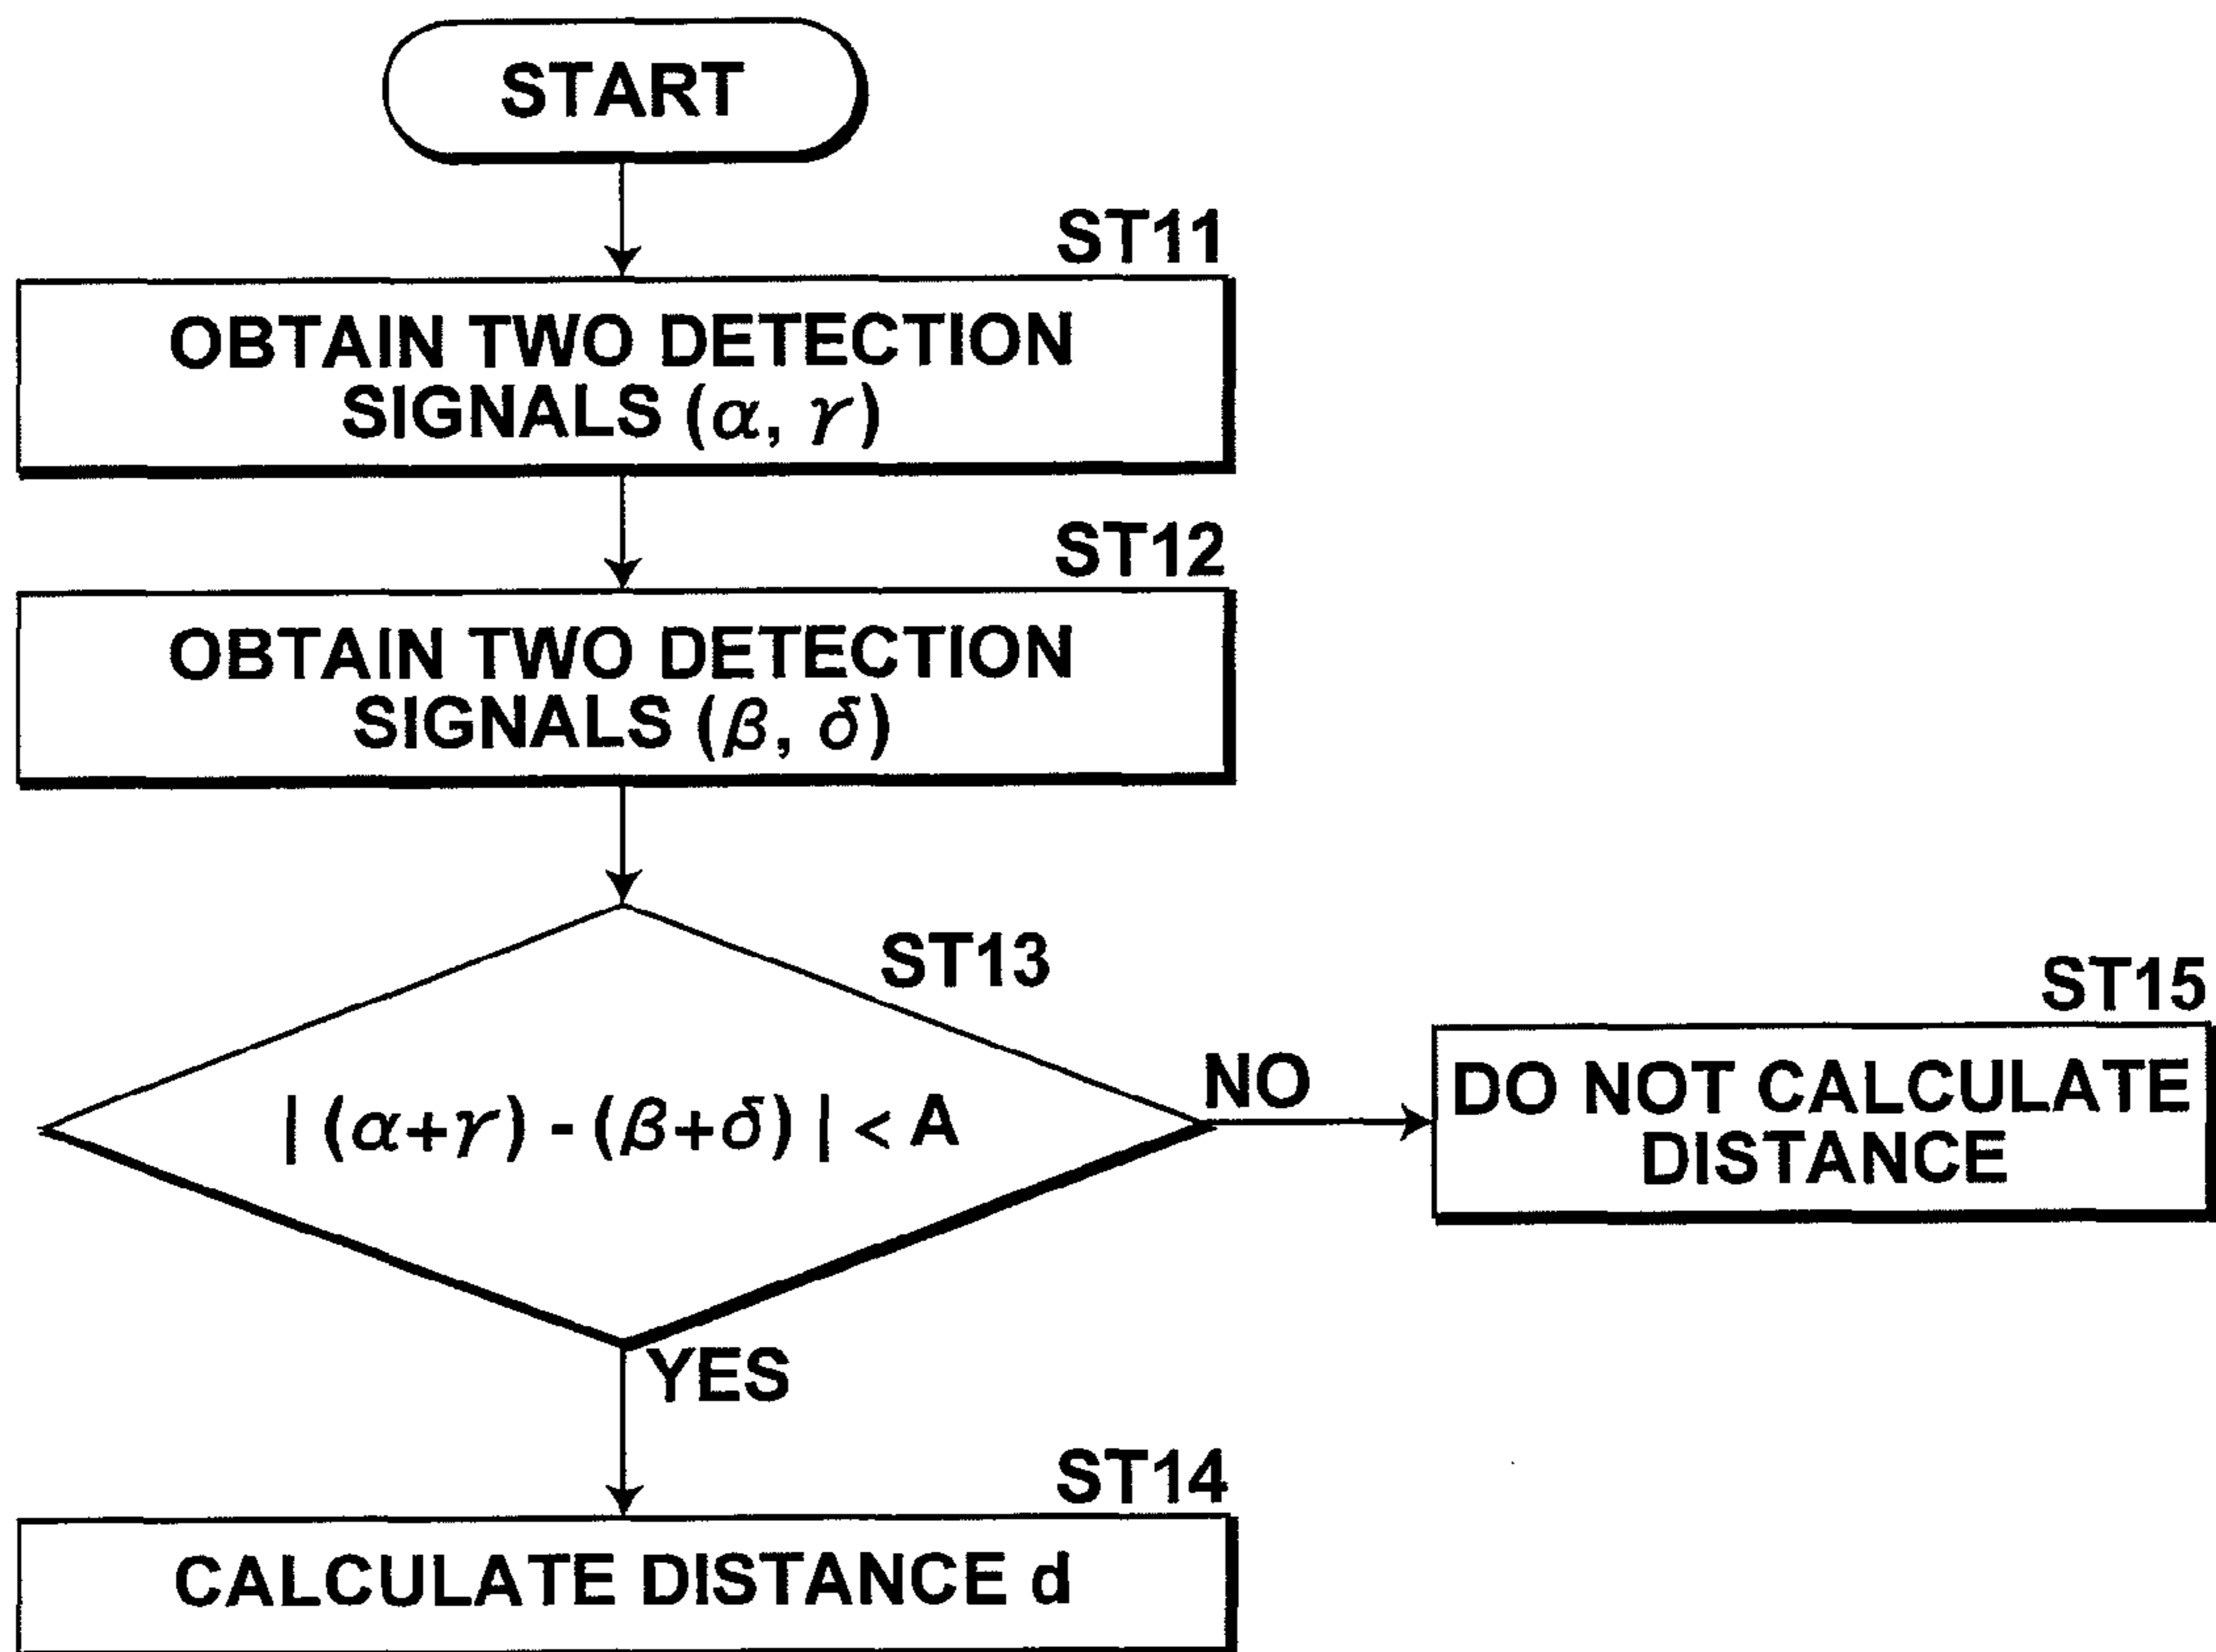 START
ST11
OBTAIN TWO DETECTION
SIGNALS (α, γ)
ST12
OBTAIN TWO DETECTION
SIGNALS (β, δ)
ST13
| (α+γ) - (β+δ) | < A
NO
ST15
DO NOT CALCULATE
DISTANCE
YES
ST14
CALCULATE DISTANCE d